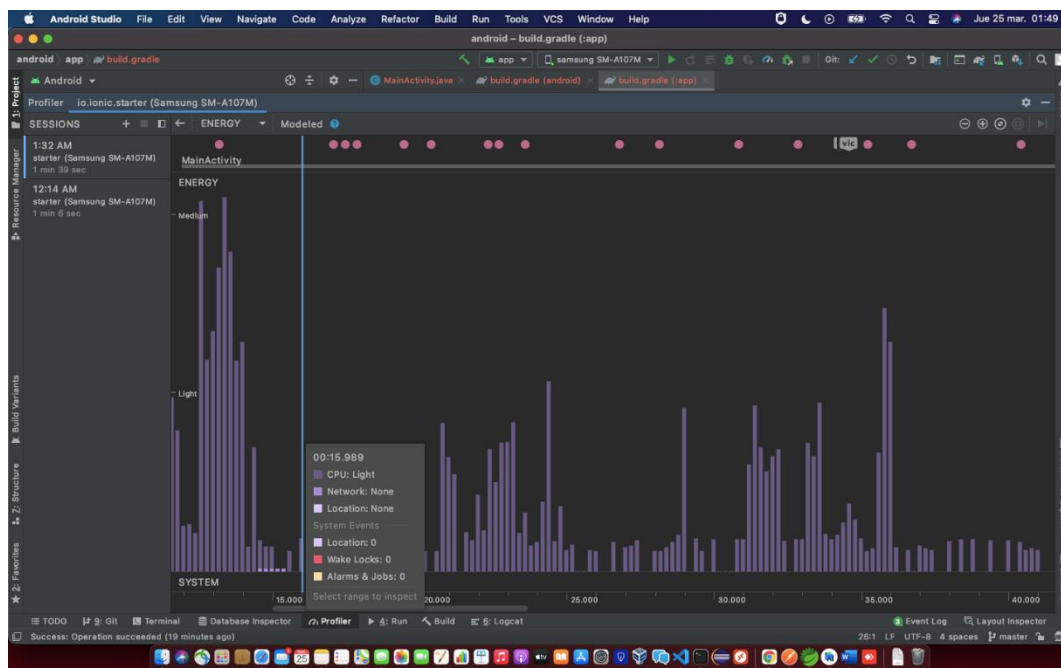 Android Studio File Edit View Navigate Code Analyze Refactor Build Run Tools VCS Window Help Jue 25 mar. 01:49
android – build.gradle (:app)
android app build.gradle app samsung SM-A107M Git:
1: Project
Android MainActivity.java build.gradle (android) build.gradle (:app)
Profiler io.ionic.starter (Samsung SM-A107M)
SESSIONS ENERGY Modeled
1:32 AM
starter (Samsung SM-A107M)
1 min 39 sec
12:14 AM
starter (Samsung SM-A107M)
1 min 6 sec
Resource Manager
Build Variants
Z: Structure
2: Favorites
vic
MainActivity
ENERGY
Medium
Light
00:15.989
CPU: Light
Network: None
Location: None
System Events
Location: 0
Wake Locks: 0
Alarms & Jobs: 0
Select range to inspect
SYSTEM
15.000 20.000 25.000 30.000 35.000 40.000
TODO 9: Git Terminal Database Inspector Profiler 4: Run Build 6: Logcat 3 Event Log Layout Inspector
Success: Operation succeeded (19 minutes ago) 26:1 LF UTF-8 4 spaces master
25 tv